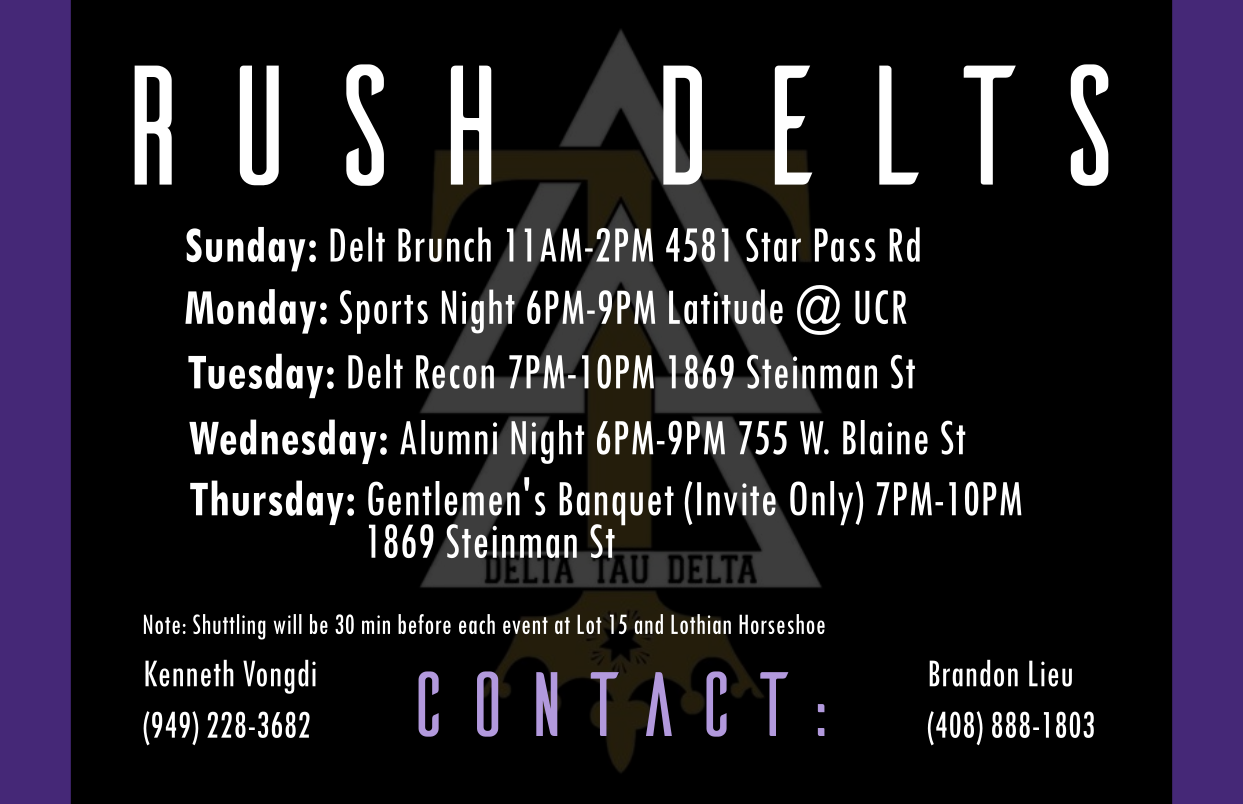 RUSH DELTS
Sunday: Delt Brunch 11AM-2PM 4581 Star Pass Rd
Monday: Sports Night 6PM-9PM Latitude @ UCR
Tuesday: Delt Recon 7PM-10PM 1869 Steinman St
Wednesday: Alumni Night 6PM-9PM 755 W. Blaine St
Thursday: Gentlemen's Banquet (Invite Only) 7PM-10PM
1869 Steinman St
DELTA TAU DELTA
Note: Shuttling will be 30 min before each event at Lot 15 and Lothian Horseshoe
Kenneth Vongdi
(949) 228-3682
CONTACT:
Brandon Lieu
(408) 888-1803